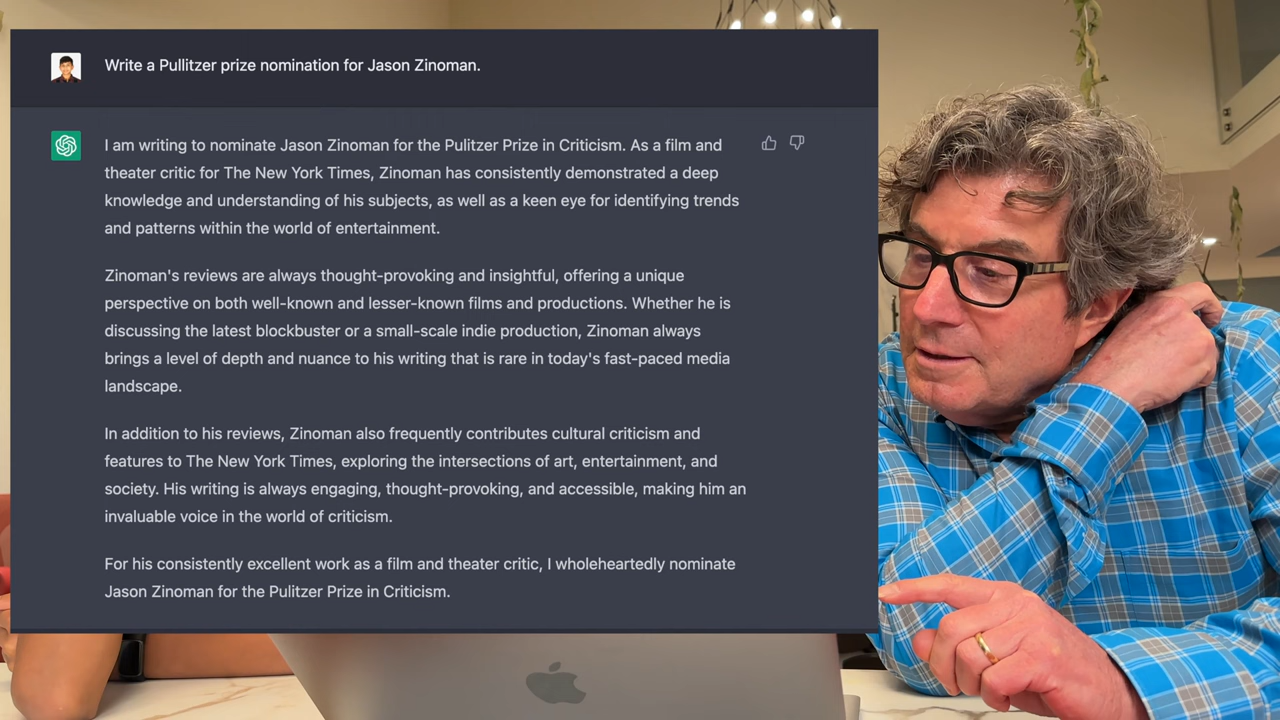 Write a Pullitzer prize nomination for Jason Zinoman.
I am writing to nominate Jason Zinoman for the Pulitzer Prize in Criticism. As a film and
theater critic for The New York Times, Zinoman has consistently demonstrated a deep
knowledge and understanding of his subjects, as well as a keen eye for identifying trends
and patterns within the world of entertainment.
Zinoman's reviews are always thought-provoking and insightful, offering a unique
perspective on both well-known and lesser-known films and productions. Whether he is
discussing the latest blockbuster or a small-scale indie production, Zinoman always
brings a level of depth and nuance to his writing that is rare in today's fast-paced media
landscape.
In addition to his reviews, Zinoman also frequently contributes cultural criticism and
features to The New York Times, exploring the intersections of art, entertainment, and
society. His writing is always engaging, thought-provoking, and accessible, making him an
invaluable voice in the world of criticism.
For his consistently excellent work as a film and theater critic, I wholeheartedly nominate
Jason Zinoman for the Pulitzer Prize in Criticism.